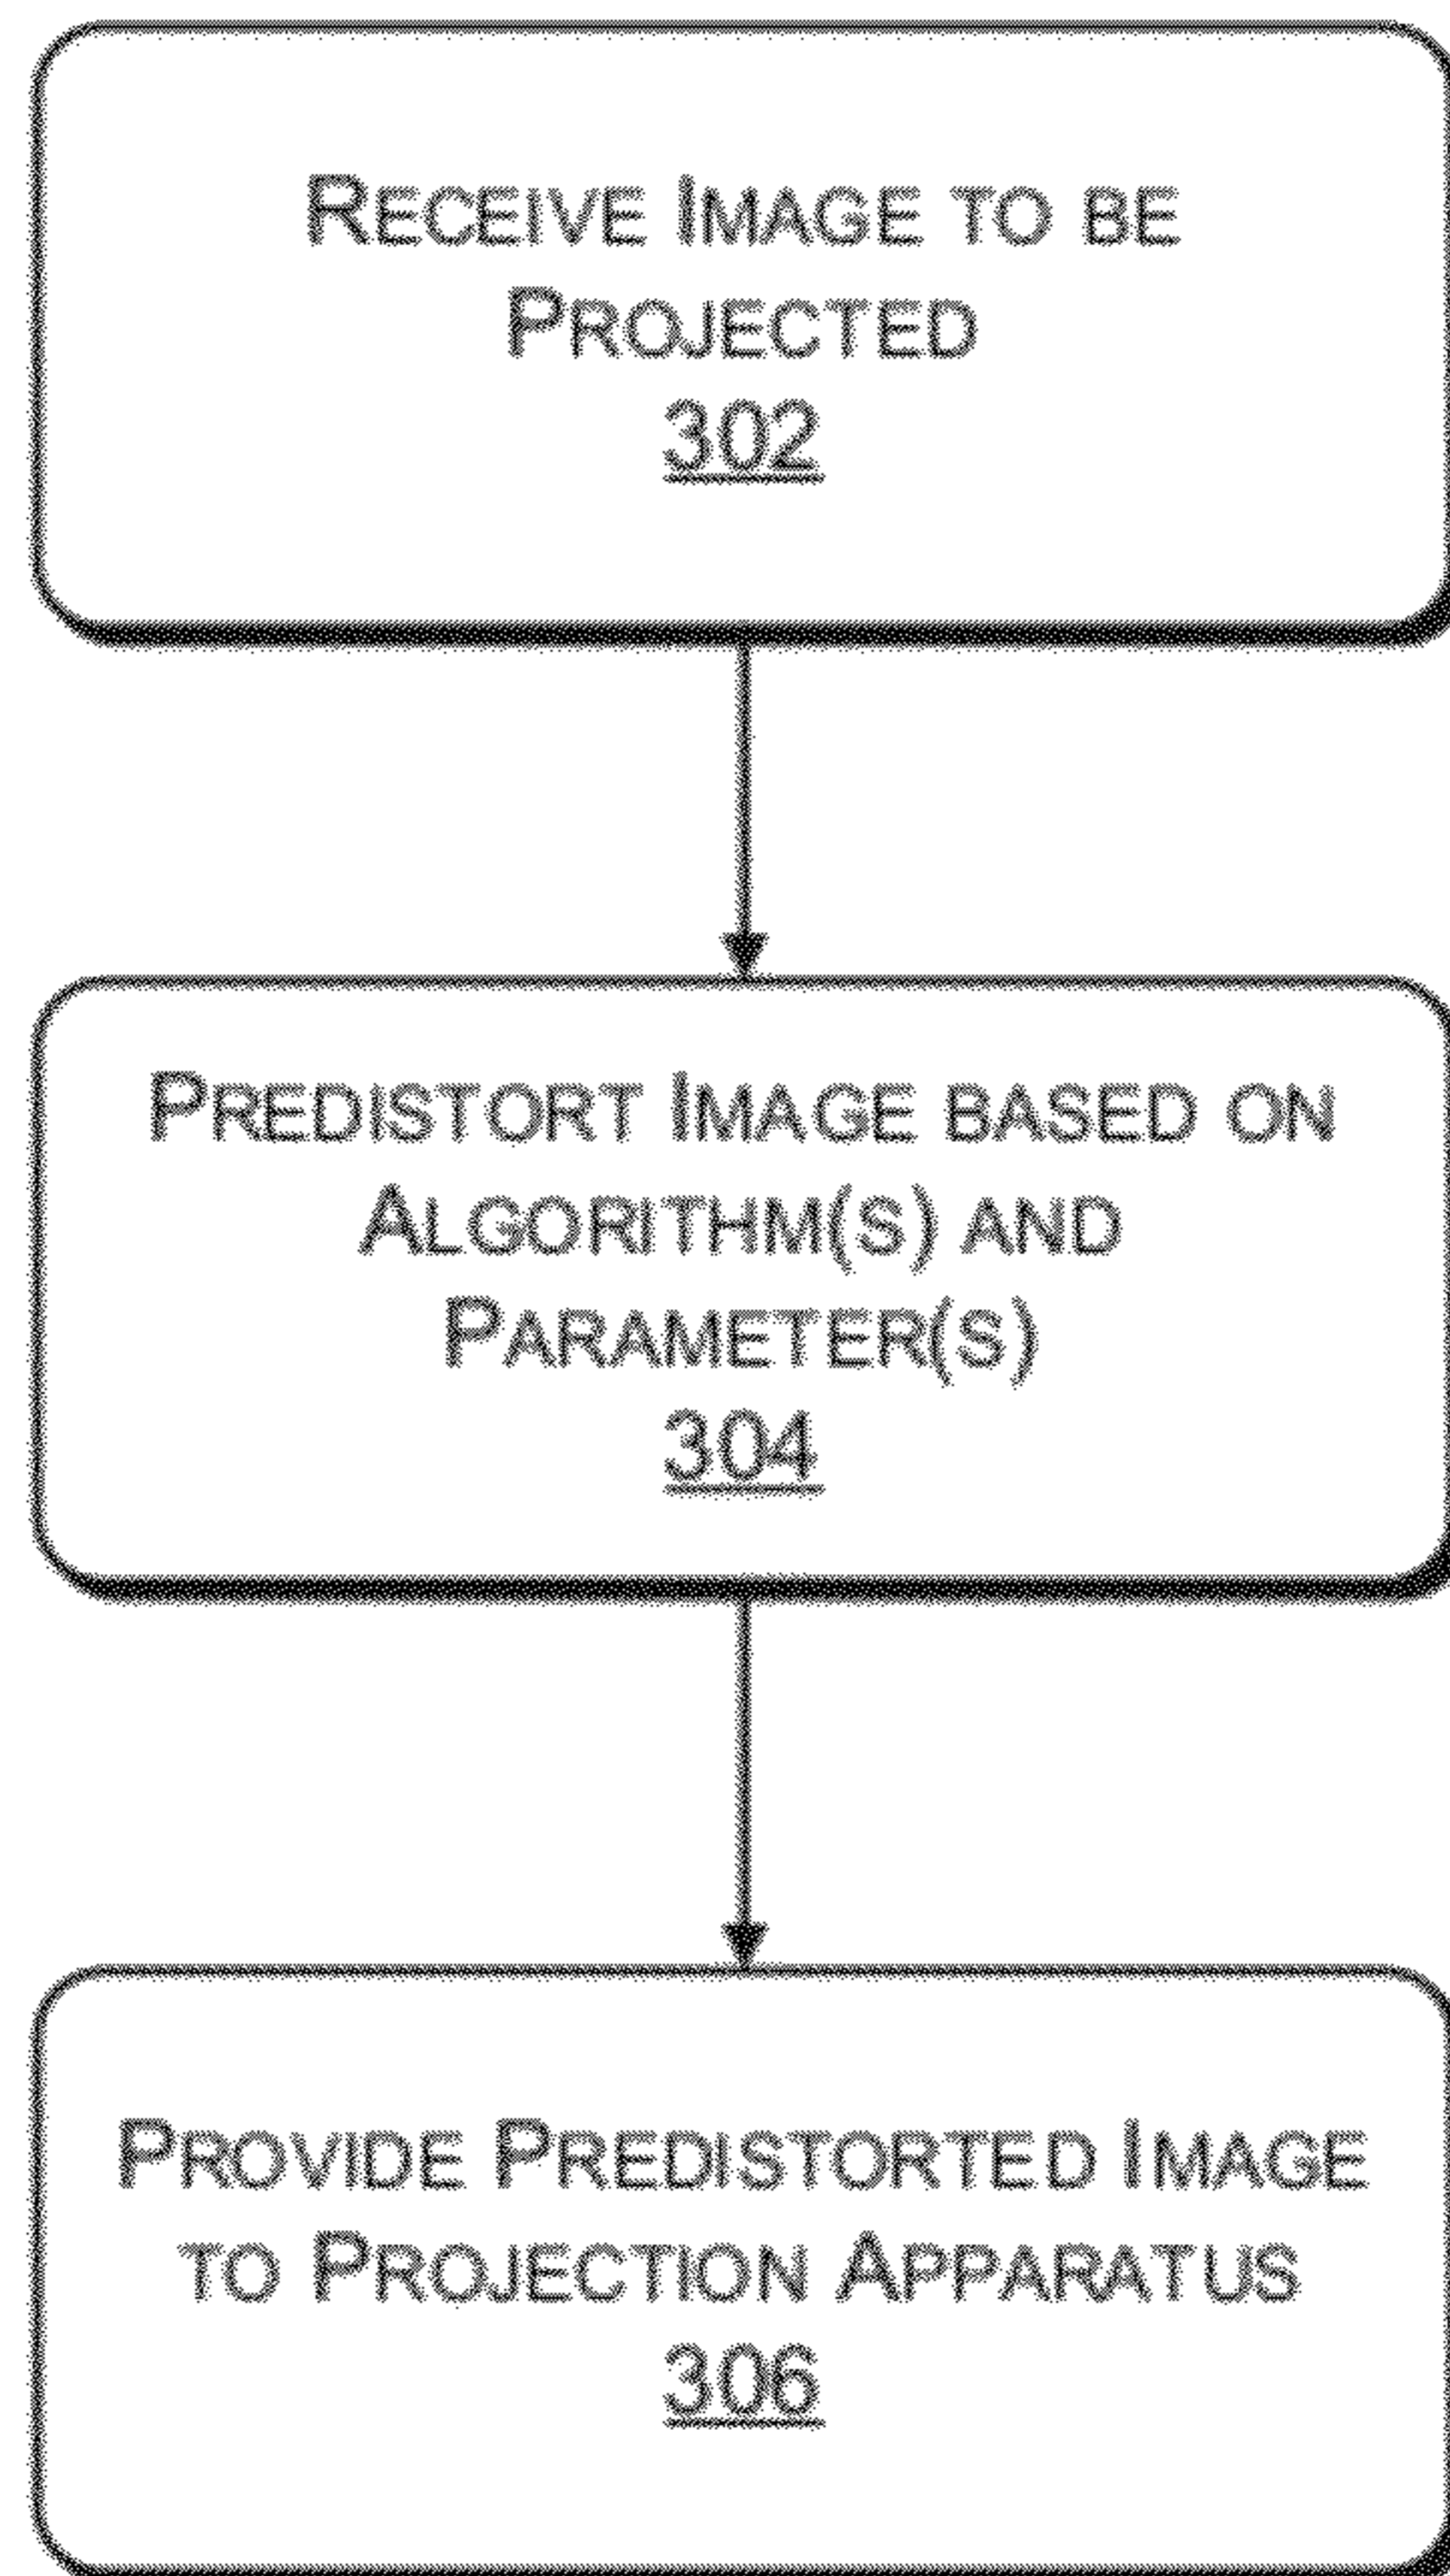 RECEIVE IMAGE TO BE
PROJECTED
302
PREDISTORT IMAGE BASED ON
ALGORITHM(S) AND
PARAMETER(S)
304
PROVIDE PREDISTORTED IMAGE
TO PROJECTION APPARATUS
306